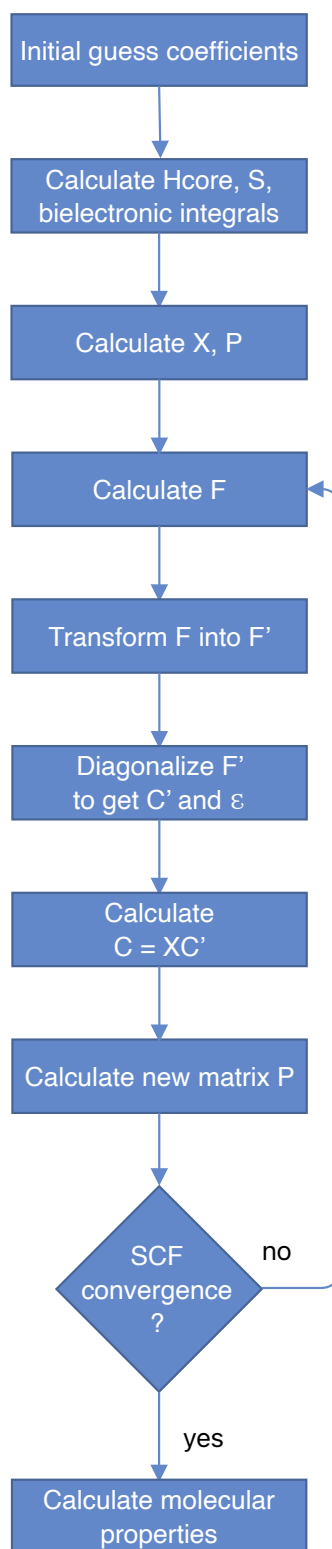 Initial guess coefficients
Calculate Hcore, S,
bielectronic integrals
Calculate X, P
Calculate F
Transform F into F’
Diagonalize F’
to get C’ and ε
Calculate
C = XC’
Calculate new matrix P
SCF
convergence
?
no
yes
Calculate molecular
properties